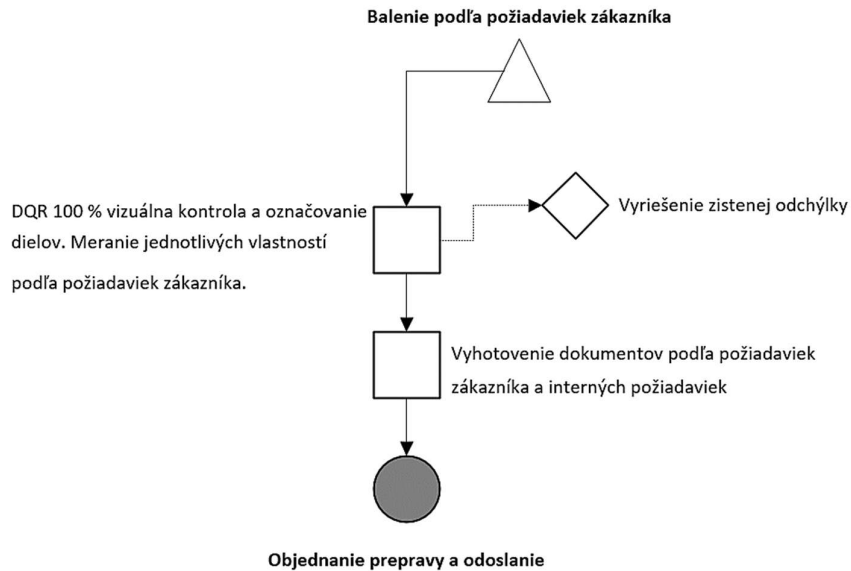 Balenie podľa požiadaviek zákazníka
DQR 100 % vizuálna kontrola a označovanie
dielov. Meranie jednotlivých vlastností
podľa požiadaviek zákazníka.
Vyriešenie zistenej odchýlky
Vyhotovenie dokumentov podľa požiadaviek
zákazníka a interných požiadaviek
Objednanie prepravy a odoslanie